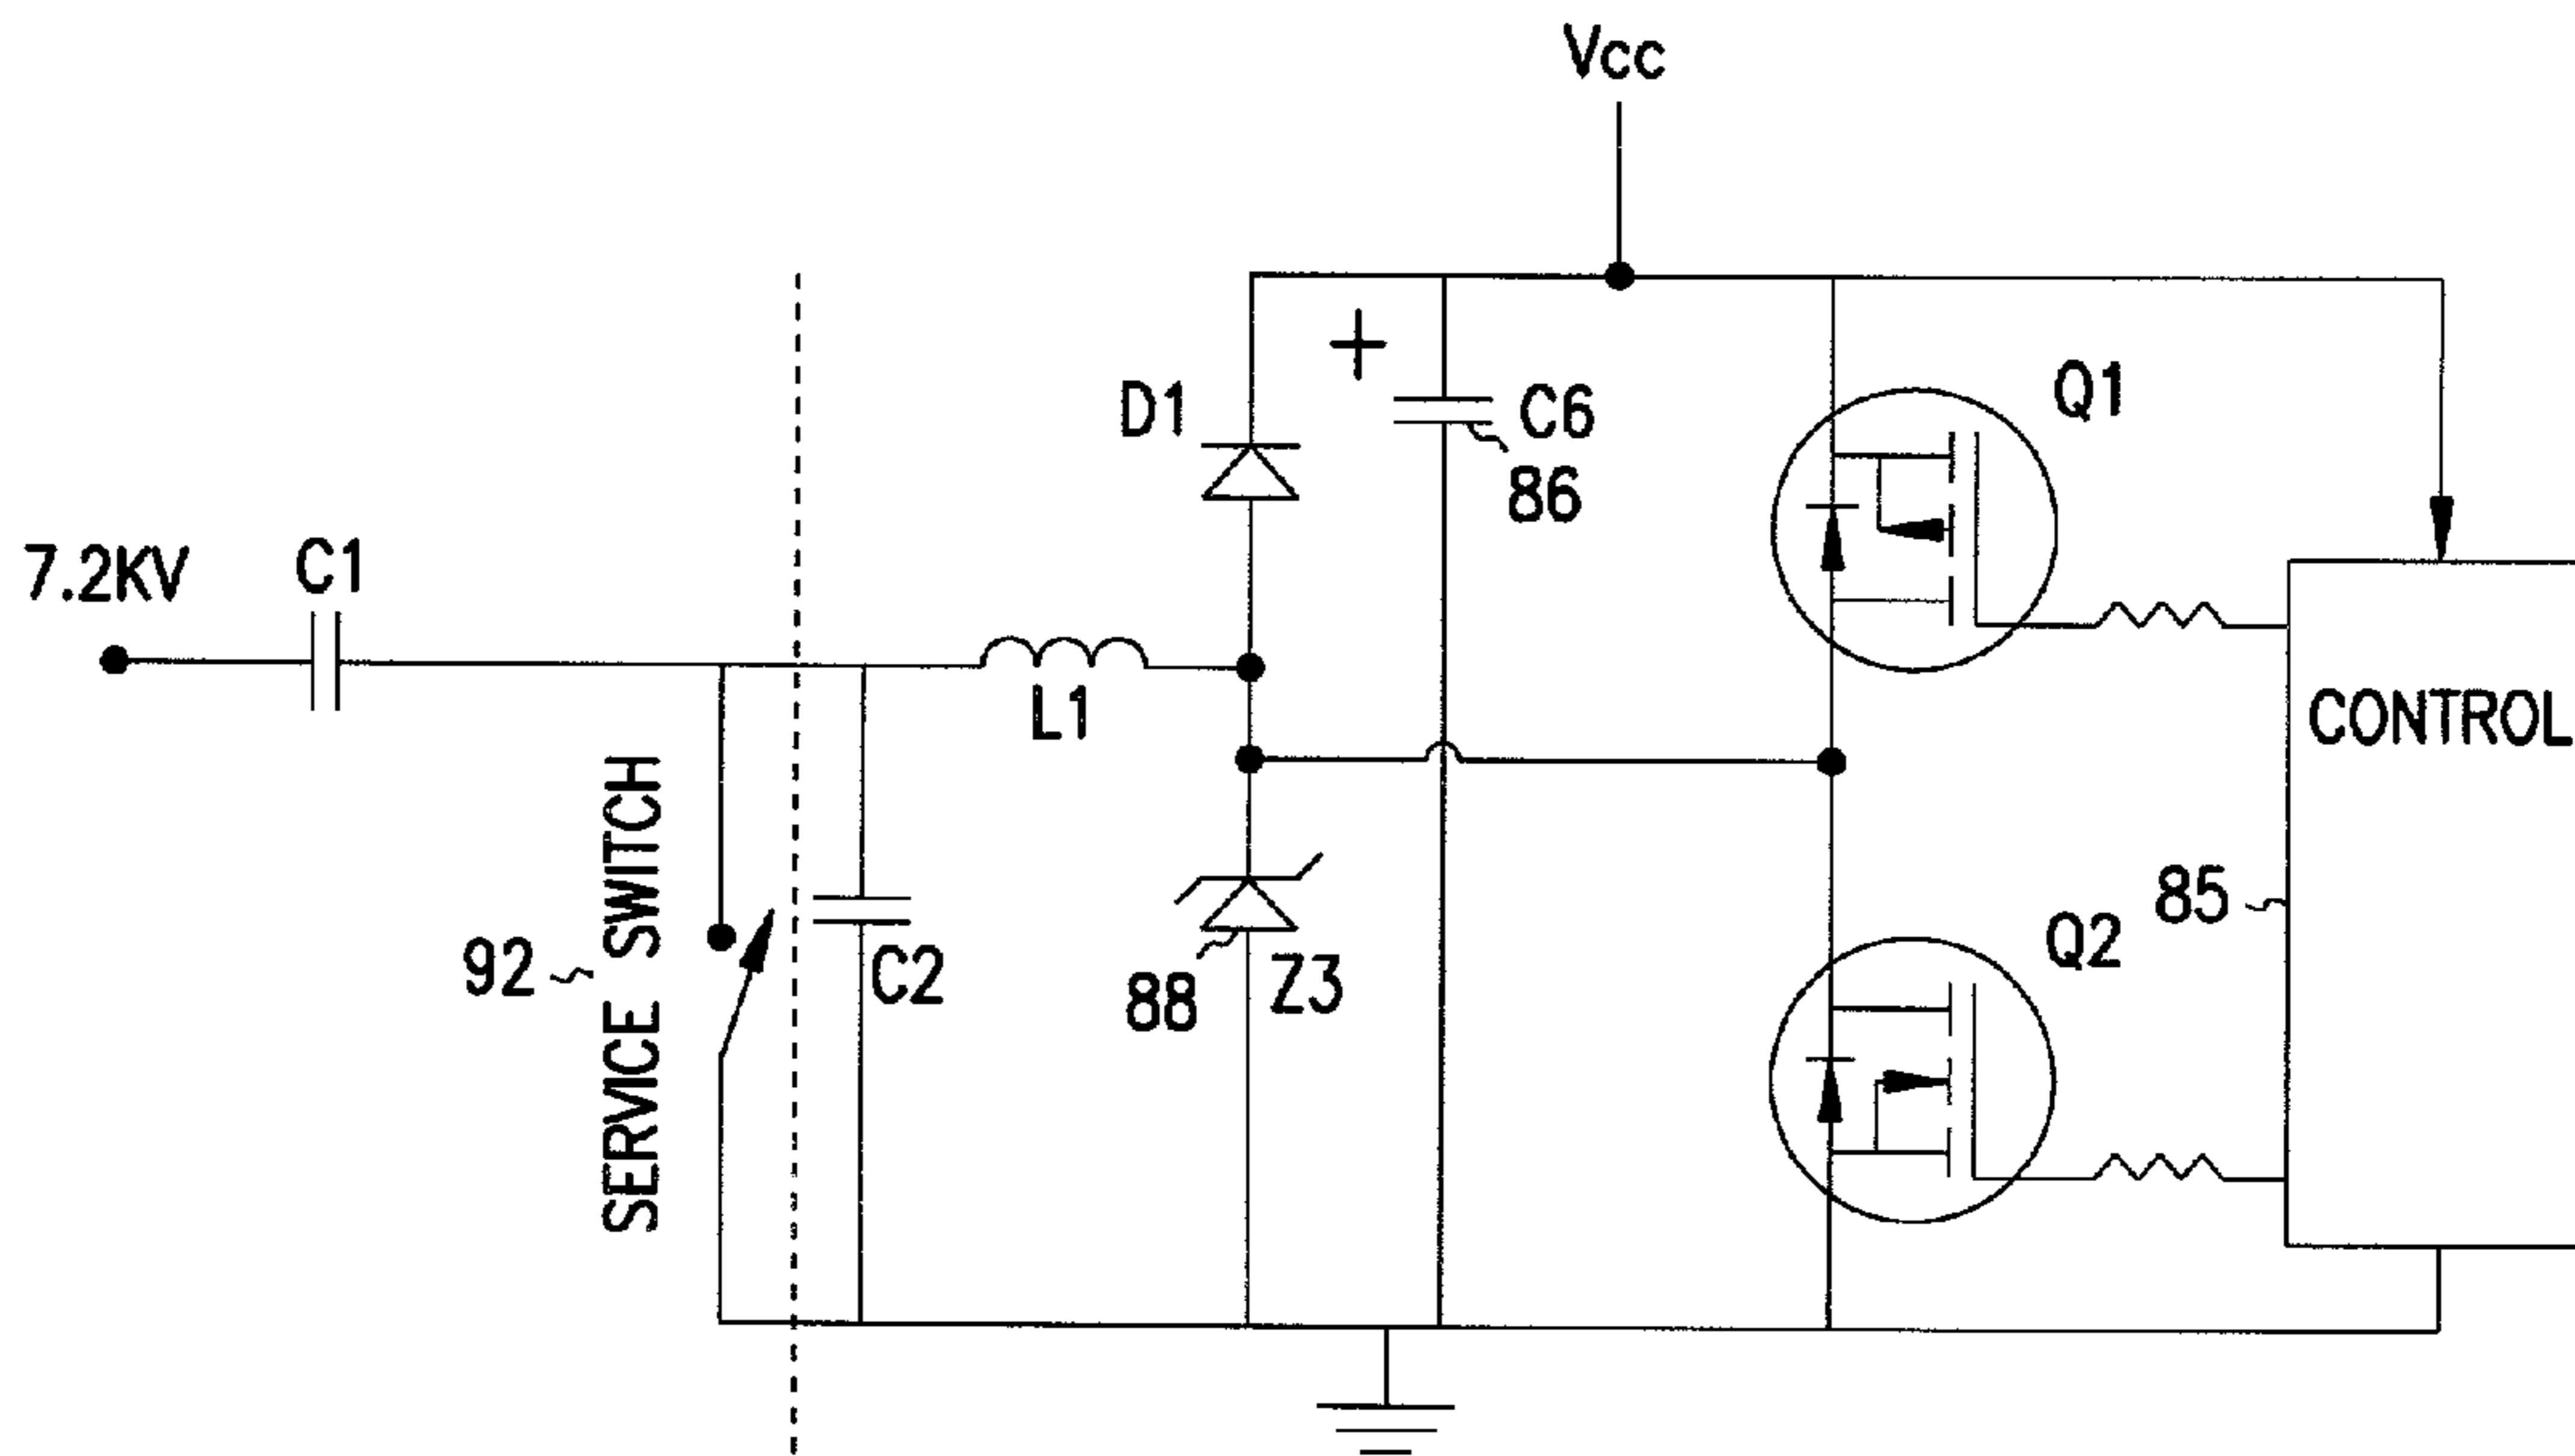 Vcc
+
D1
C6
86
Q1
7.2KV
C1
L1
CONTROL
SERVICE SWITCH
92
C2
88
Z3
85
Q2